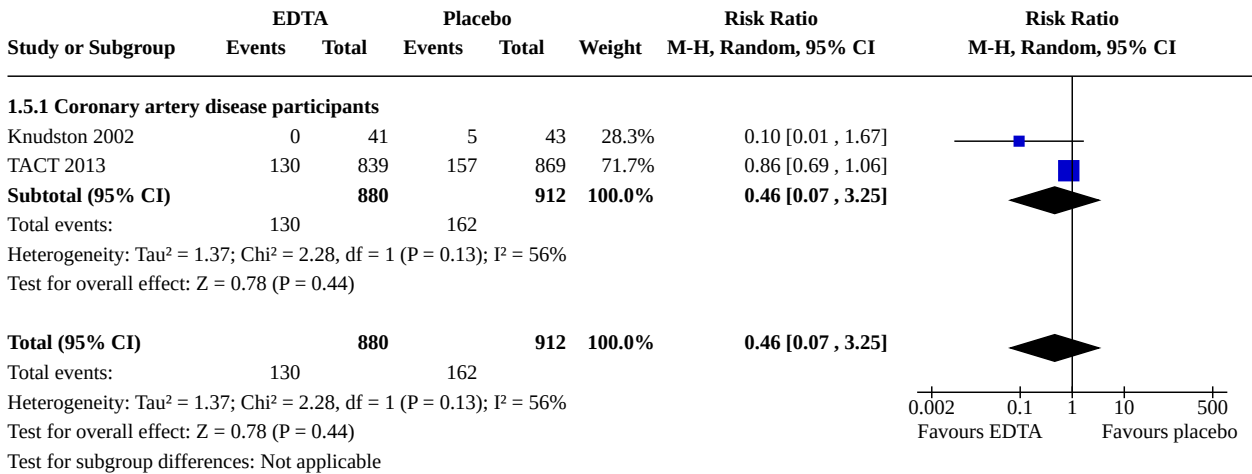 EDTA Placebo Risk Ratio Risk Ratio
Study or Subgroup Events Total Events Total Weight M-H, Random, 95% CI M-H, Random, 95% CI
1.5.1 Coronary artery disease participants
Knudston 2002 0 41 5 43 28.3% 0.10 [0.01 , 1.67]
TACT 2013 130 839 157 869 71.7% 0.86 [0.69 , 1.06]
Subtotal (95% CI) 880 912 100.0% 0.46 [0.07 , 3.25]
Total events: 130 162
Heterogeneity: Tau² = 1.37; Chi² = 2.28, df = 1 (P = 0.13); I² = 56%
Test for overall effect: Z = 0.78 (P = 0.44)
Total (95% CI) 880 912 100.0% 0.46 [0.07 , 3.25]
Total events: 130 162
Heterogeneity: Tau² = 1.37; Chi² = 2.28, df = 1 (P = 0.13); I² = 56%
0.002 0.1 1 10 500
Test for overall effect: Z = 0.78 (P = 0.44)
Favours EDTA Favours placebo
Test for subgroup differences: Not applicable